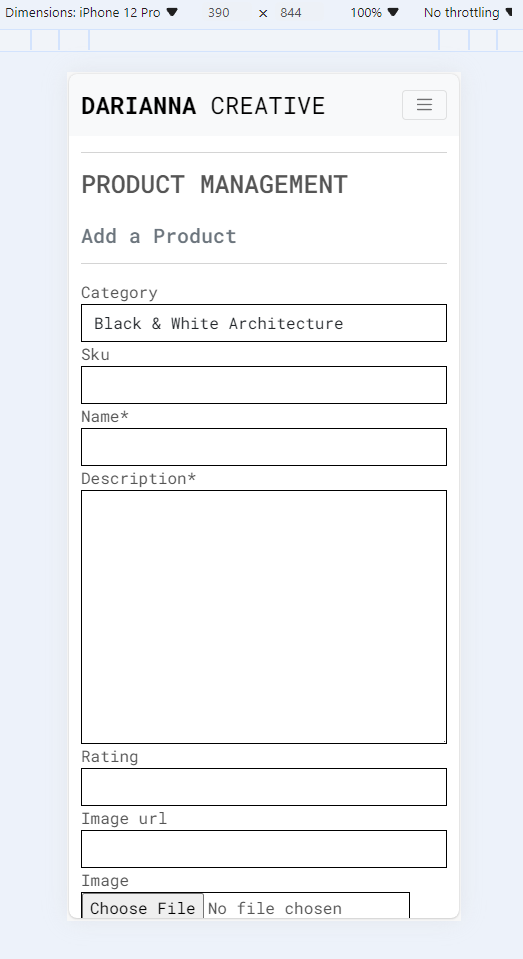 Dimensions: iPhone 12 Pro ▼ 390 × 844 100% ▼ No throttling ▼
DARIANNA CREATIVE
PRODUCT MANAGEMENT
Add a Product
Category
Black & White Architecture
Sku
Name*
Description*
Rating
Image url
Image
Choose File No file chosen